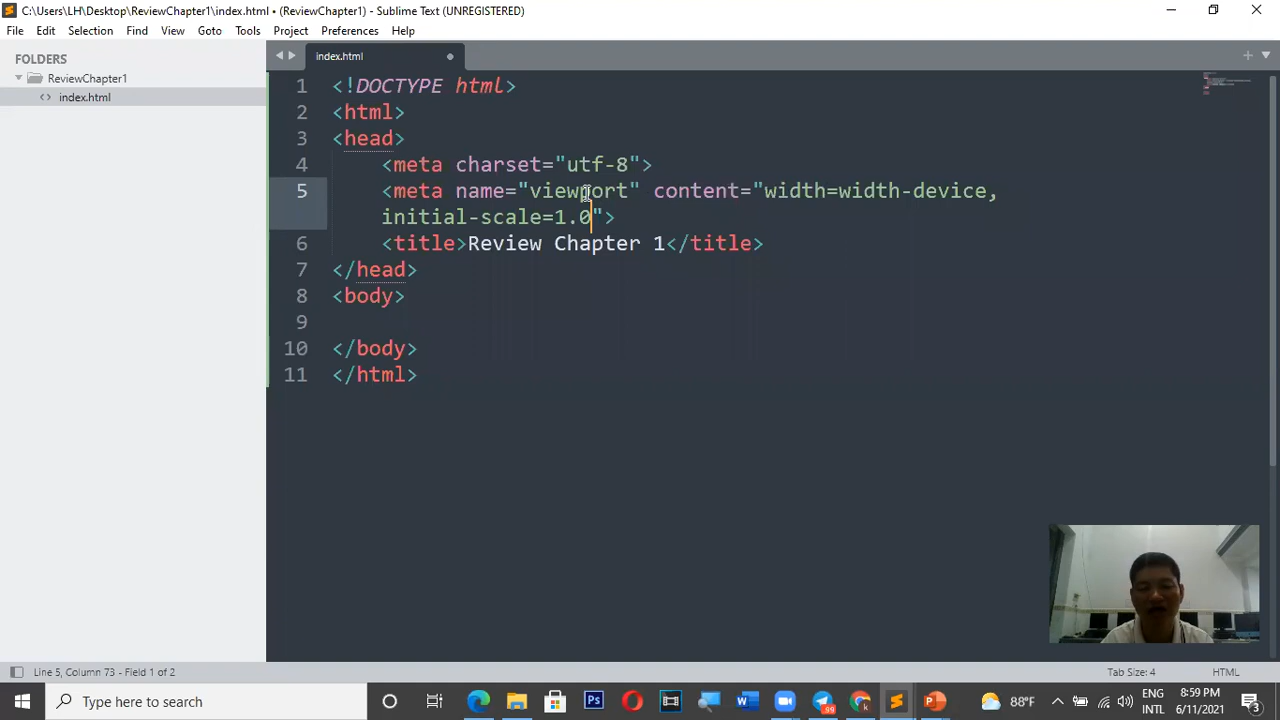 C:\Users\LH\Desktop\ReviewChapter1\index.html • (ReviewChapter1) - Sublime Text (UNREGISTERED)
File Edit Selection Find View Goto Tools Project Preferences Help
FOLDERS
ReviewChapter1
index.html
index.html
1 <!DOCTYPE html>
2 <html>
3 <head>
4 <meta charset="utf-8">
5 <meta name="viewport" content="width=width-device,
initial-scale=1.0">
6 <title>Review Chapter 1</title>
7 </head>
8 <body>
9
10 </body>
11 </html>
Line 5, Column 73 - Field 1 of 2
Tab Size: 4
HTML
Type here to search
Ps
W
99
P
88°F
ENG
INTL
8:59 PM
6/11/2021
3